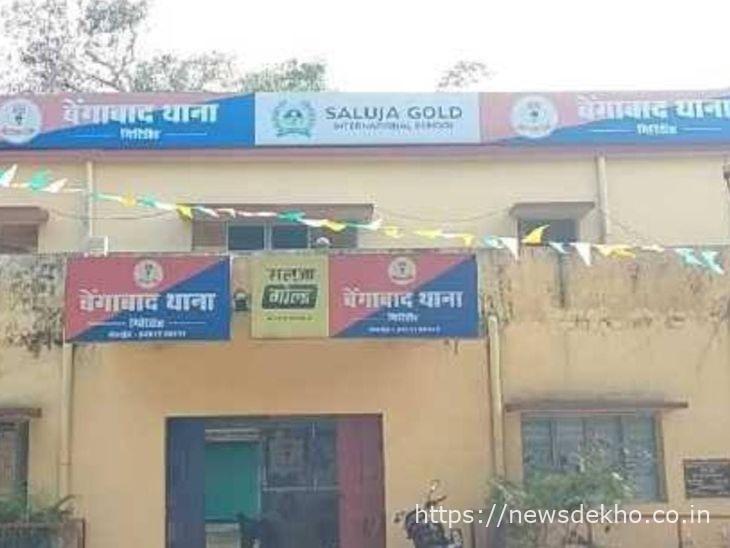 बेंगाबाद थाना
गिरिडीह
SALUJA GOLD
INTERNATIONAL SCHOOL
बेंगाबाद थाना
गिरिडीह
बेंगाबाद थाना
गिरिडीह
सलूजा
गोल्ड
बेंगाबाद थाना
गिरिडीह
https://newsdekho.co.in